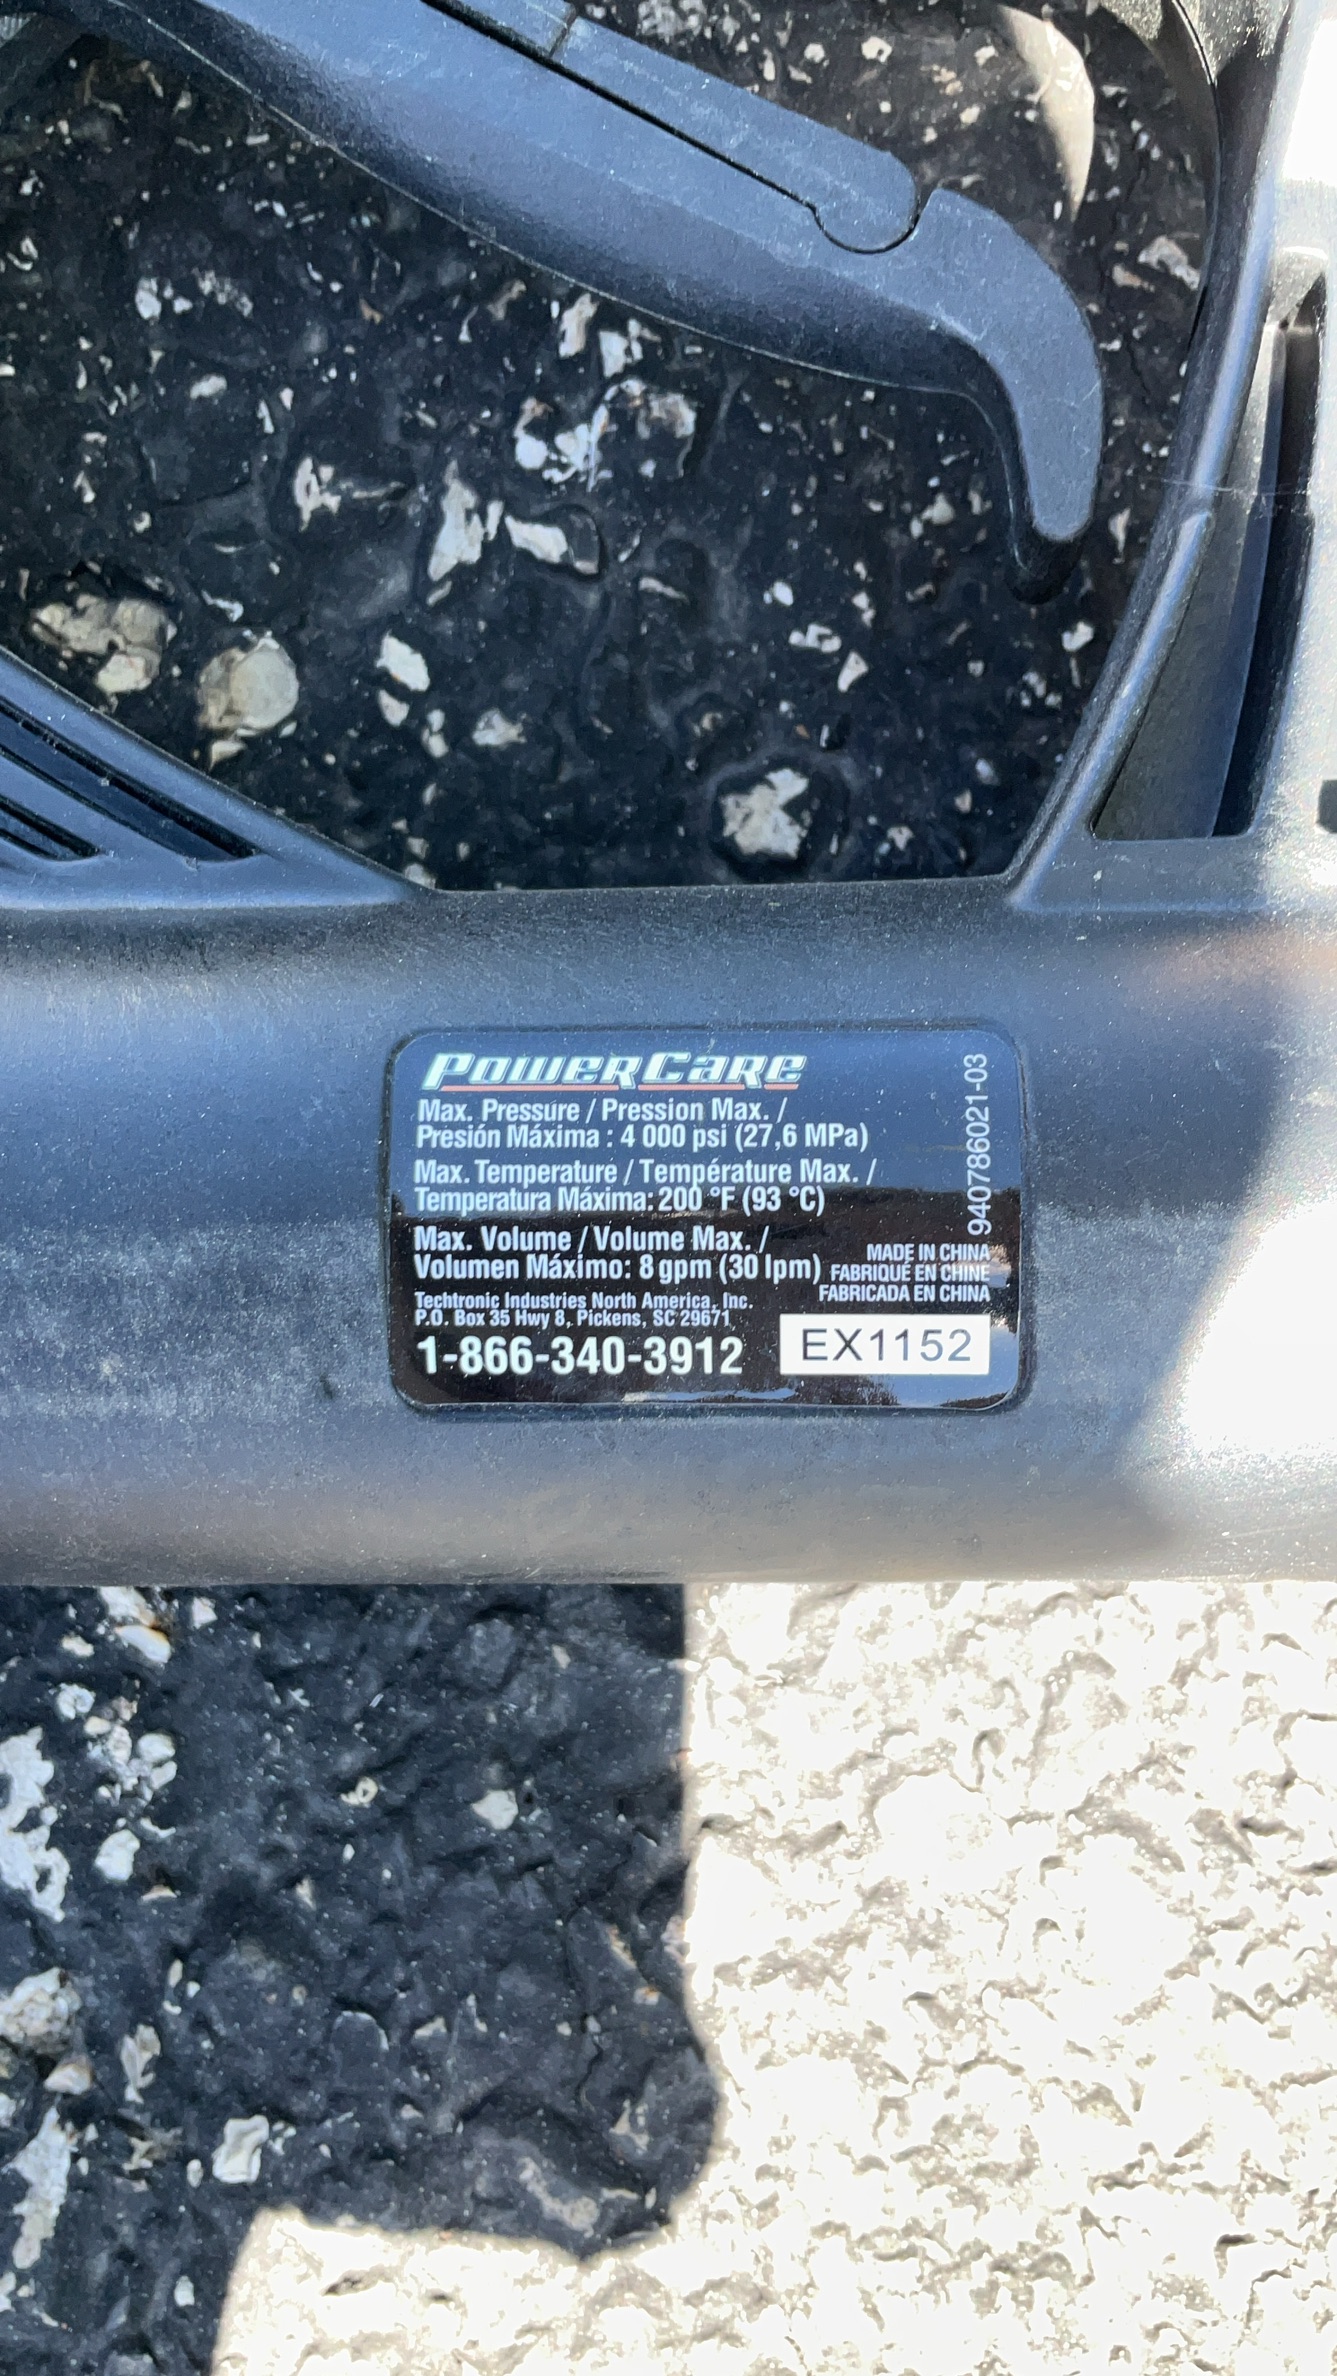 PowerCare
Max. Pressure / Pression Max. /
Presión Máxima : 4 000 psi (27,6 MPa)
Max. Temperature / Température Max. /
Temperatura Máxima: 200 °F (93 °C)
Max. Volume / Volume Max. /
Volumen Máximo: 8 gpm (30 lpm)
Techtronic Industries North America, Inc.
P.O. Box 35 Hwy 8, Pickens, SC 29671
1-866-340-3912
940786021-03
MADE IN CHINA
FABRIQUÉ EN CHINE
FABRICADA EN CHINA
EX1152